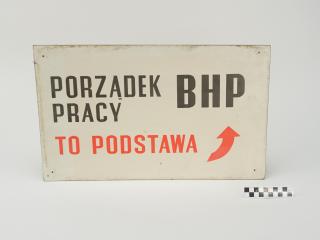 PORZĄDEK BHP
PRACY
TO PODSTAWA